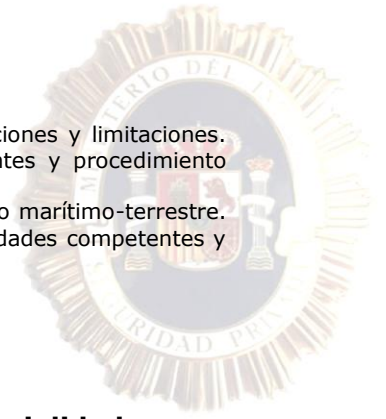 ciones y limitaciones.
ntes y procedimiento
o marítimo-terrestre.
dades competentes y
MINISTERIO DEL
SEGURIDAD PRIVADA